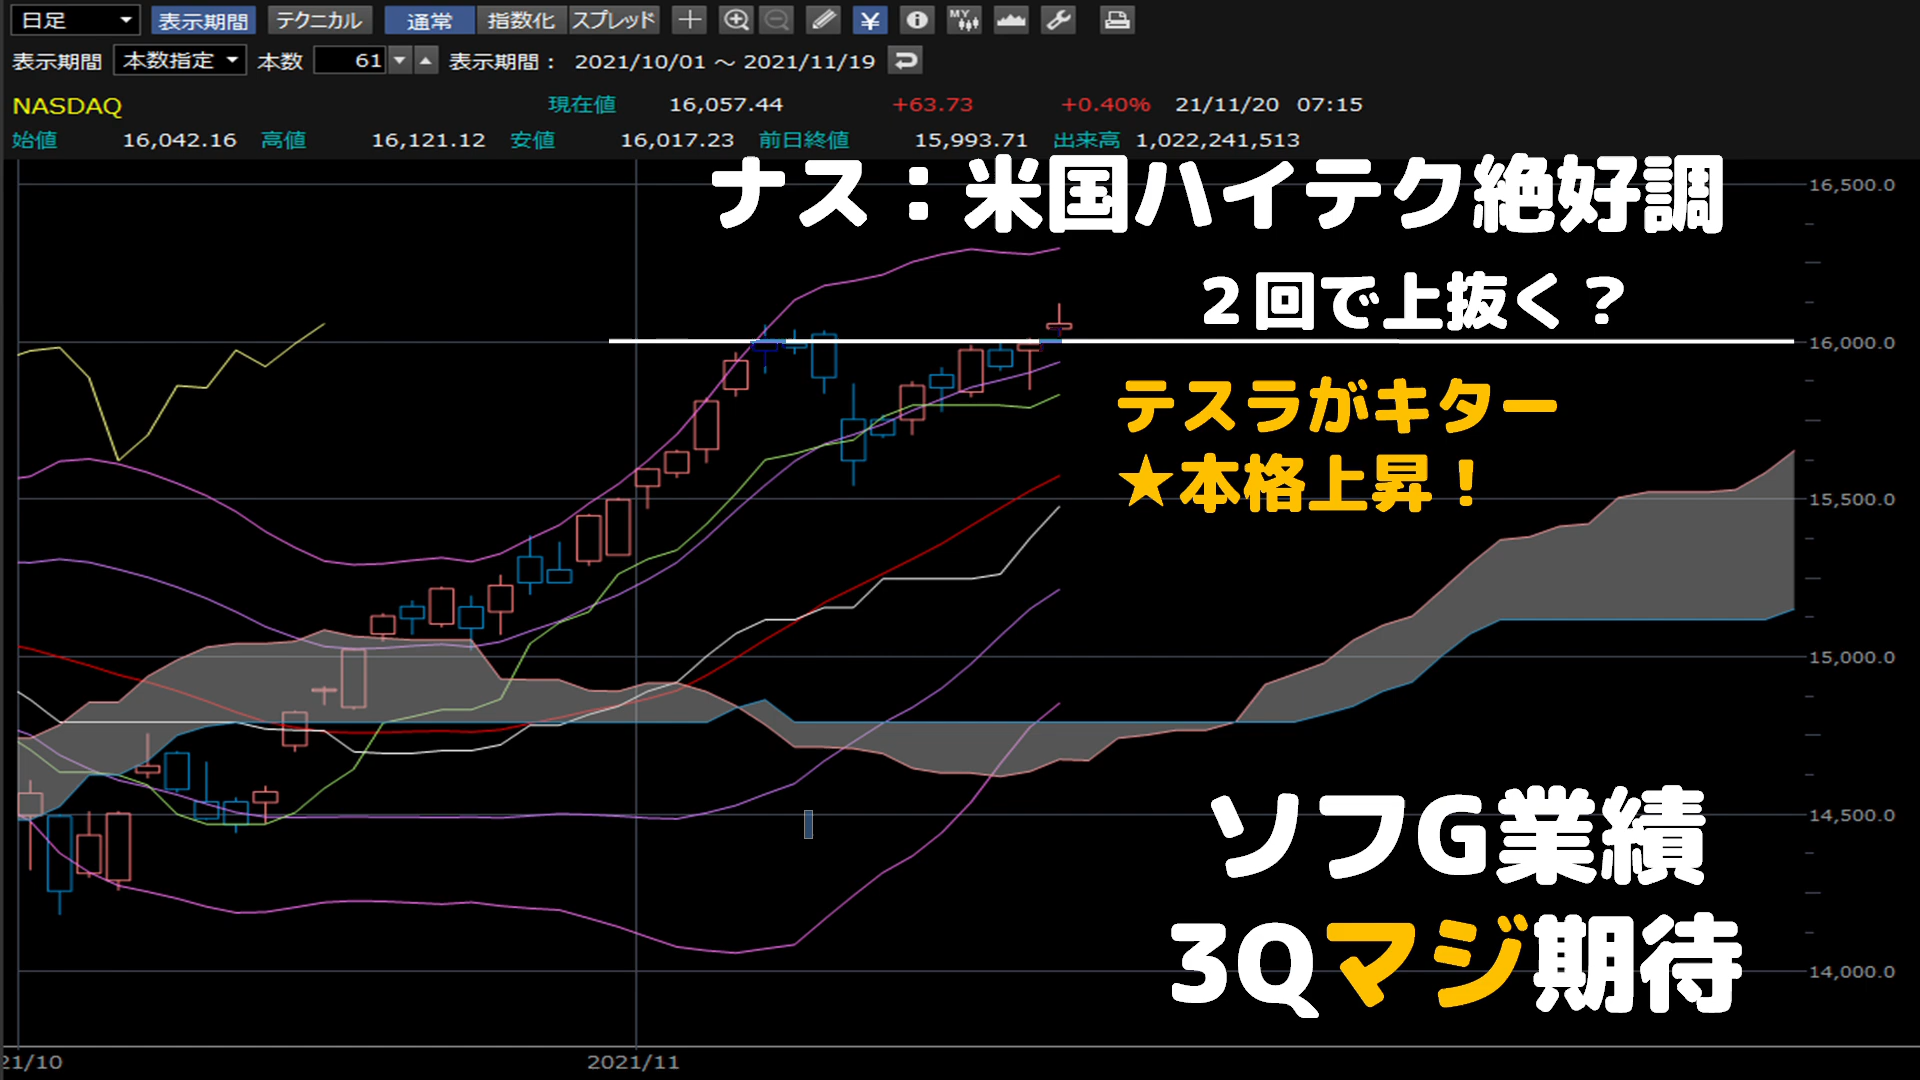 日足 表示期間 テクニカル 通常 指数化 スプレッド ¥ MY
表示期間 本数指定 本数 61 表示期間： 2021/10/01 ～ 2021/11/19
NASDAQ 現在値 16,057.44 +63.73 +0.40% 21/11/20 07:15
始値 16,042.16 高値 16,121.12 安値 16,017.23 前日終値 15,993.71 出来高 1,022,241,513
ナス：米国ハイテク絶好調
16,500.0
２回で上抜く？
16,000.0
テスラがキター
★本格上昇！
15,500.0
15,000.0
ソフG業績
14,500.0
3Qマジ期待
14,000.0
21/10 2021/11